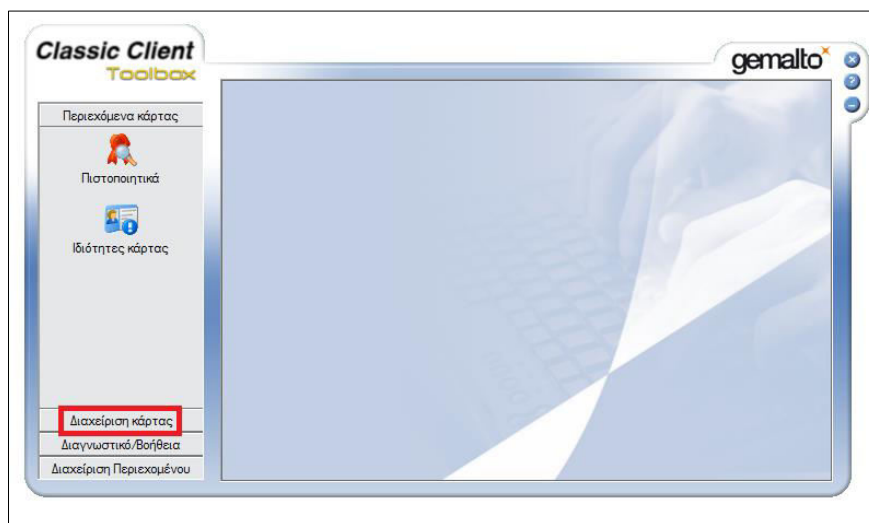 Classic Client
Toolbox
gemalto
Περιεχόμενα κάρτας
Πιστοποιητικά
Ιδιότητες κάρτας
Διαχείριση κάρτας
Διαγνωστικό/Βοήθεια
Διαχείριση Περιεχομένου